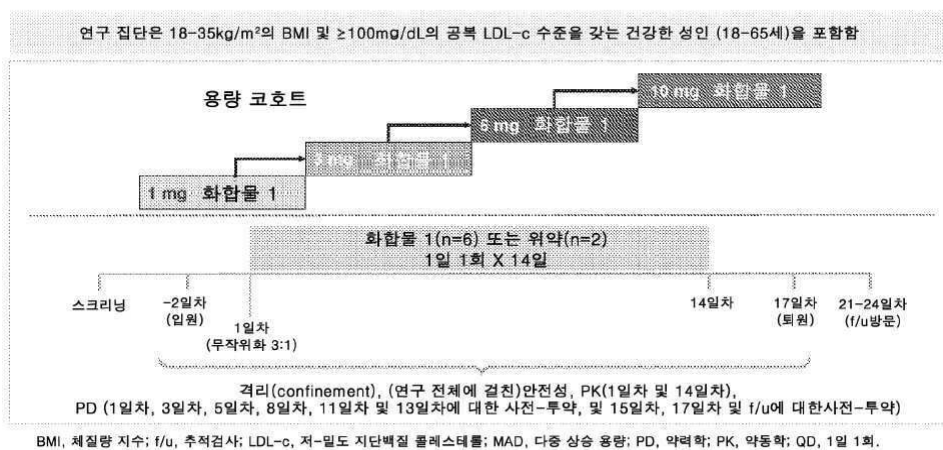 연구 집단은 18-35kg/m²의 BMI 및 ≥100mg/dL의 공복 LDL-c 수준을 갖는 건강한 성인 (18-65세)을 포함함
용량 코호트
10 mg 화합물 1
6 mg 화합물 1
3 mg 화합물 1
1 mg 화합물 1
화합물 1(n=6) 또는 위약(n=2)
1일 1회 X 14일
스크리닝
-2일차
(입원)
1일차
(무작위화 3:1)
14일차
17일차
(퇴원)
21-24일차
(f/u방문)
격리(confinement), (연구 전체에 걸친)안전성, PK(1일차 및 14일차),
PD (1일차, 3일차, 5일차, 8일차, 11일차 및 13일차에 대한 사전-투약, 및 15일차, 17일차 및 f/u에 대한사전-투약)
BMI, 체질량 지수; f/u, 추적검사; LDL-c, 저-밀도 지단백질 콜레스테롤; MAD, 다중 상승 용량; PD, 약력학; PK, 약동학; QD, 1일 1회.